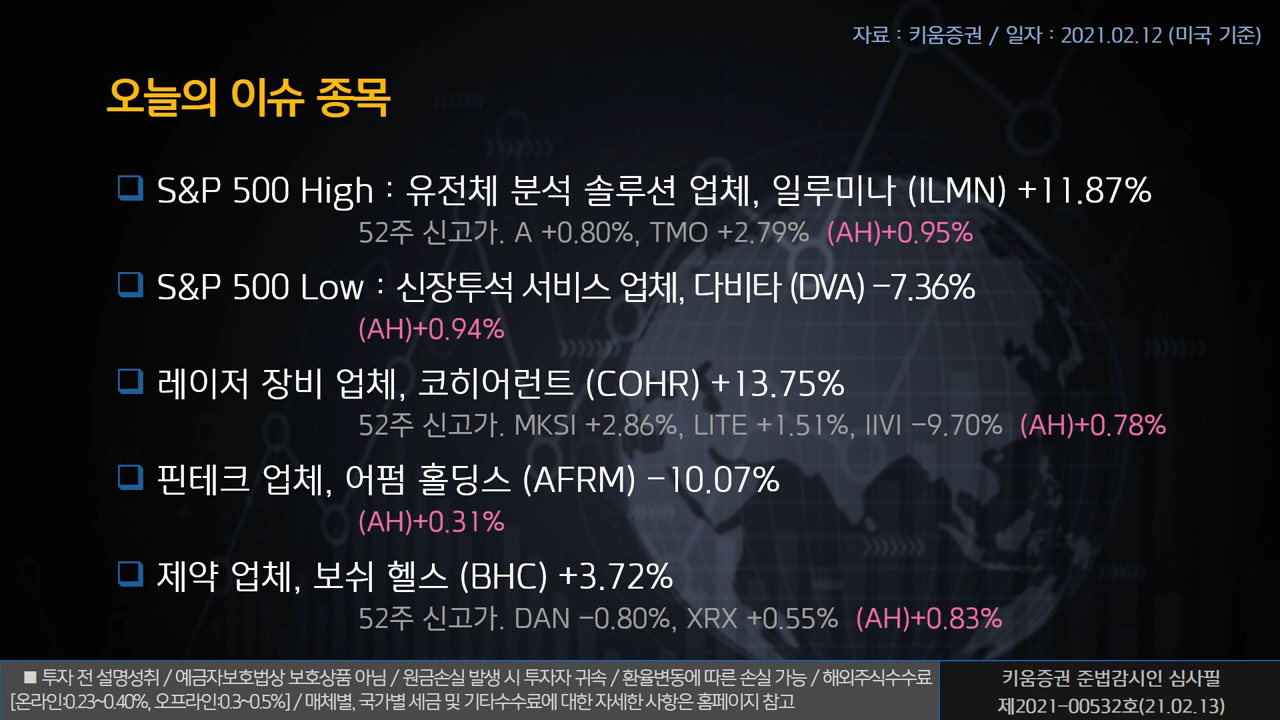 자료 : 키움증권 / 일자 : 2021.02.12 (미국 기준)
오늘의 이슈 종목
❑ S&P 500 High : 유전체 분석 솔루션 업체, 일루미나 (ILMN) +11.87%
52주 신고가. A +0.80%, TMO +2.79% (AH)+0.95%
❑ S&P 500 Low : 신장투석 서비스 업체, 다비타 (DVA) -7.36%
(AH)+0.94%
❑ 레이저 장비 업체, 코히어런트 (COHR) +13.75%
52주 신고가. MKSI +2.86%, LITE +1.51%, IIVI -9.70% (AH)+0.78%
❑ 핀테크 업체, 어펌 홀딩스 (AFRM) -10.07%
(AH)+0.31%
❑ 제약 업체, 보쉬 헬스 (BHC) +3.72%
52주 신고가. DAN -0.80%, XRX +0.55% (AH)+0.83%
■ 투자 전 설명성취 / 예금자보호법상 보호상품 아님 / 원금손실 발생 시 투자자 귀속 / 환율변동에 따른 손실 가능 / 해외주식수수료
[온라인:0.23~0.40%, 오프라인:0.3~0.5%] / 매체별, 국가별 세금 및 기타수수료에 대한 자세한 사항은 홈페이지 참고
키움증권 준법감시인 심사필
제2021-00532호(21.02.13)